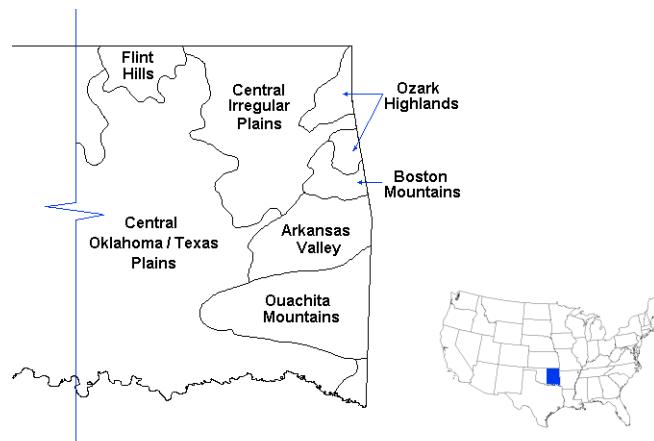 Flint
Hills
Central
Irregular
Plains
Ozark
Highlands
Boston
Mountains
Central
Oklahoma / Texas
Plains
Arkansas
Valley
Ouachita
Mountains